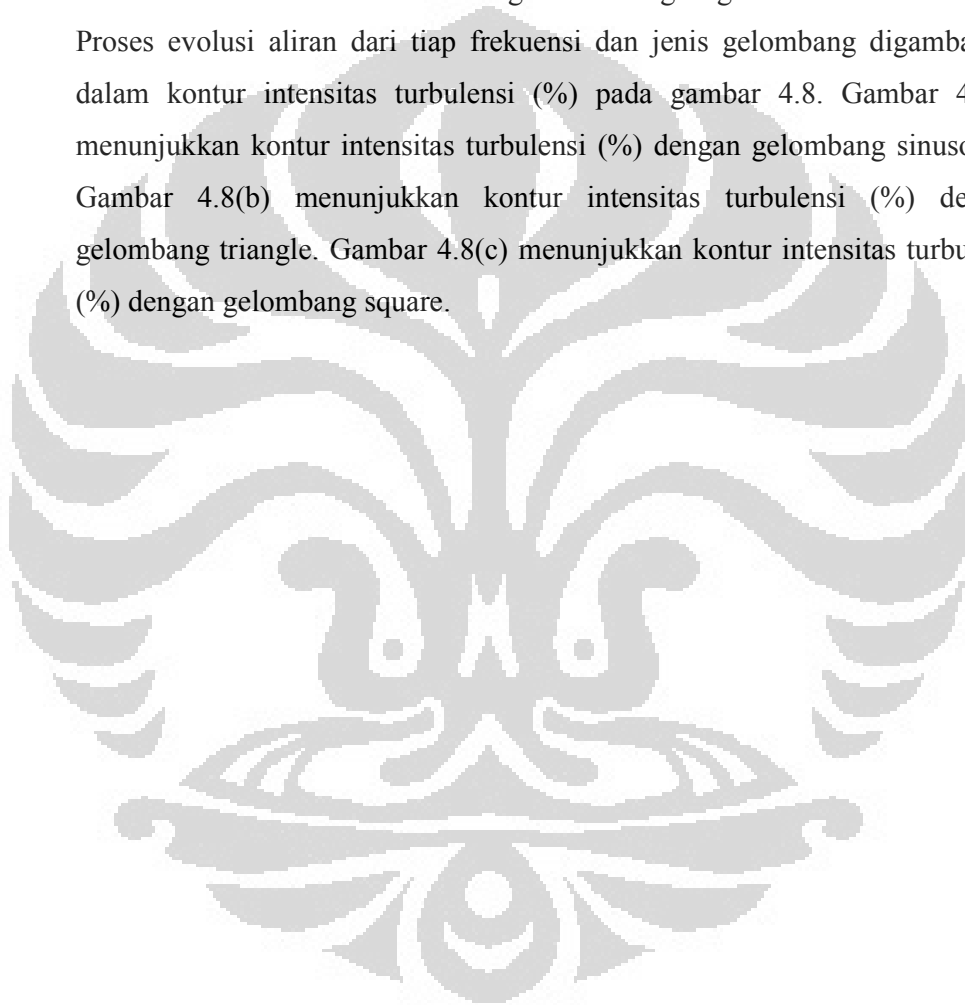 Proses evolusi aliran dari tiap frekuensi dan jenis gelombang digamba
dalam kontur intensitas turbulensi (%) pada gambar 4.8. Gambar 4
menunjukkan kontur intensitas turbulensi (%) dengan gelombang sinuso
Gambar 4.8(b) menunjukkan kontur intensitas turbulensi (%) de
gelombang triangle. Gambar 4.8(c) menunjukkan kontur intensitas turbu
(%) dengan gelombang square.